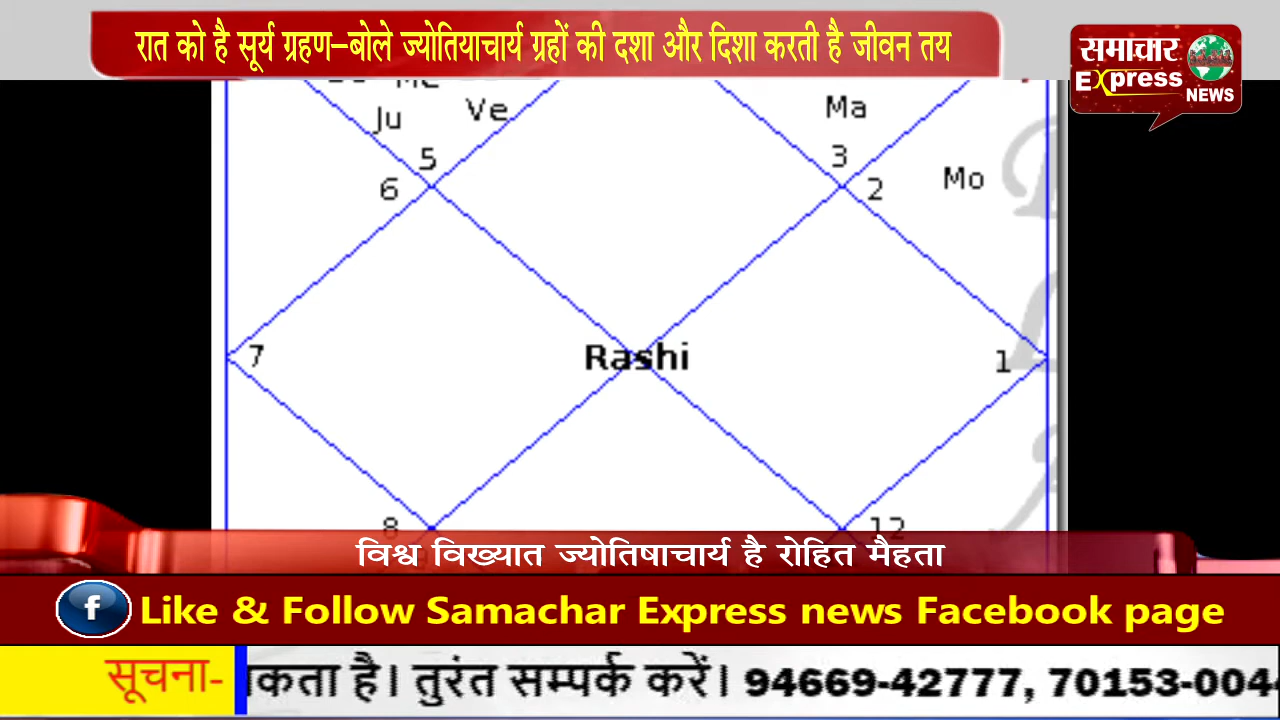 रात को है सूर्य ग्रहण–बोले ज्योतियाचार्य ग्रहों की दशा और दिशा करती है जीवन तय
समाचार
Express
NEWS
Me
Ju
Ve
Ma
5
3
6
2
Mo
7
Rashi
1
8
12
विश्व विख्यात ज्योतिषाचार्य है रोहित मैहता
f
Like & Follow Samachar Express news Facebook page
सूचना-
कता है। तुरंत सम्पर्क करें। 94669-42777, 70153-004